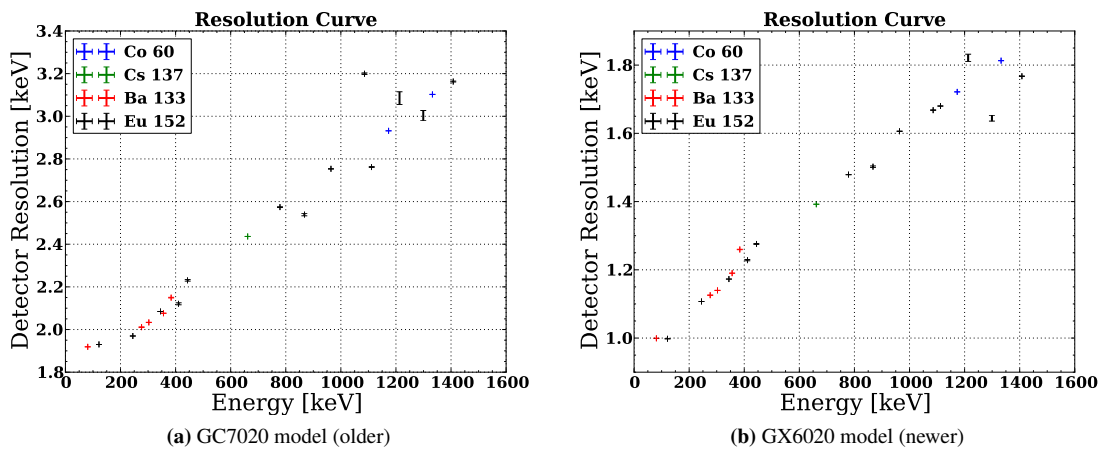 Resolution Curve
Detector Resolution [keV]
3.4
3.2
3.0
2.8
2.6
2.4
2.2
2.0
1.8
Co 60
Cs 137
Ba 133
Eu 152
0 200 400 600 800 1000 1200 1400 1600
Energy [keV]
(a) GC7020 model (older)
Resolution Curve
Detector Resolution [keV]
1.8
1.6
1.4
1.2
1.0
Co 60
Cs 137
Ba 133
Eu 152
0 200 400 600 800 1000 1200 1400 1600
Energy [keV]
(b) GX6020 model (newer)